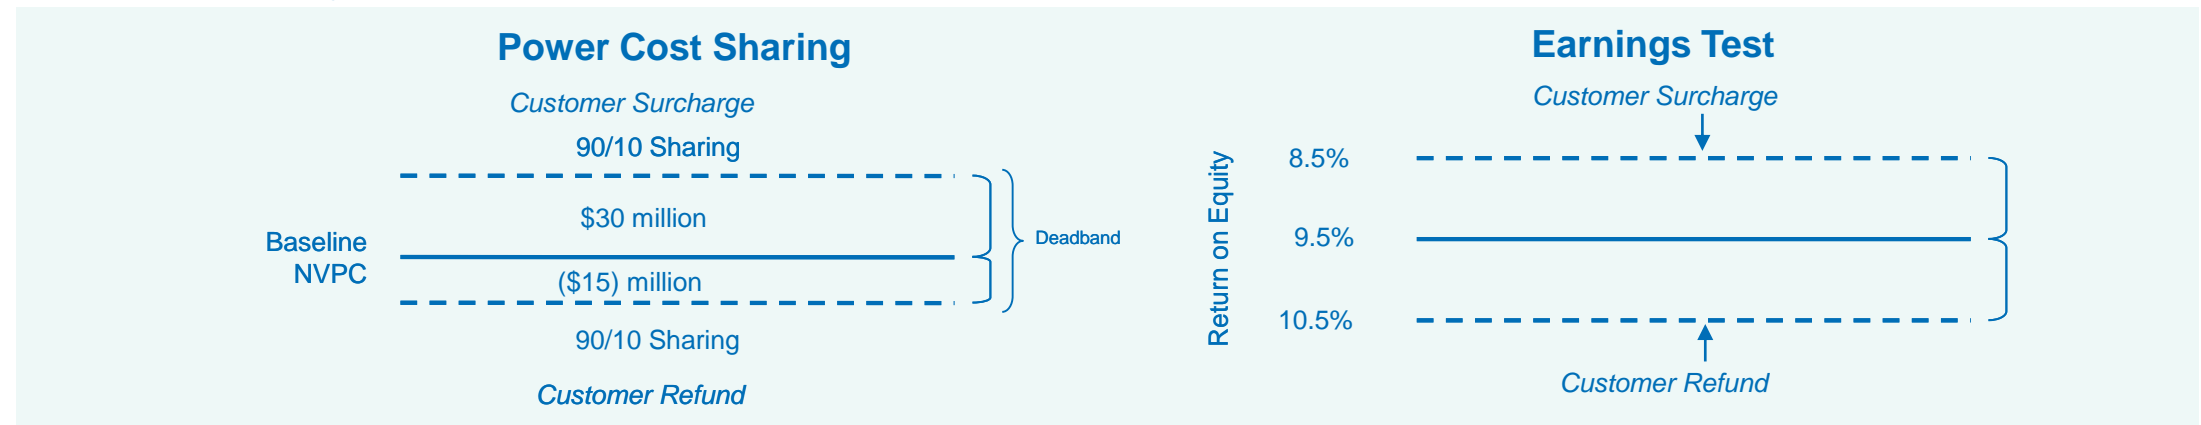 Power Cost Sharing
Customer Surcharge
90/10 Sharing
$30 million
Baseline
NVPC
Deadband
($15) million
90/10 Sharing
Customer Refund
Earnings Test
Customer Surcharge
Return on Equity
8.5%
9.5%
10.5%
Customer Refund